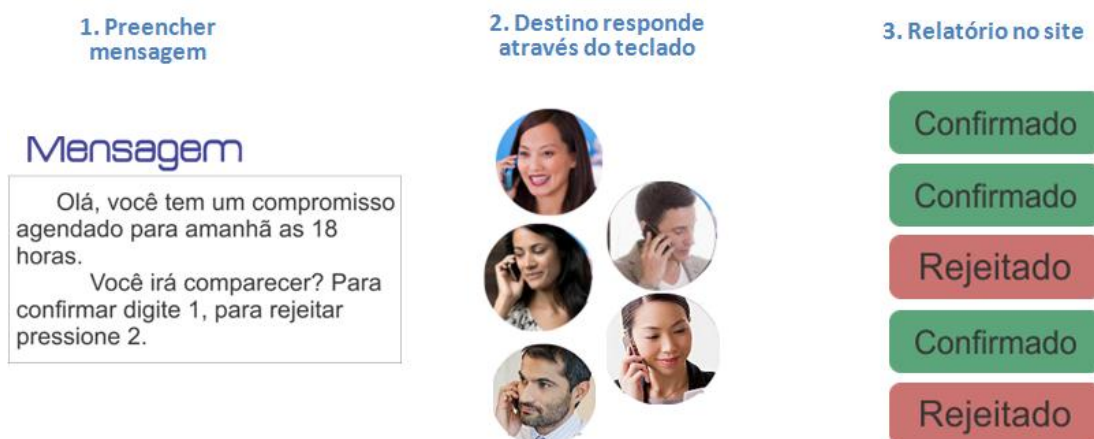 1. Preencher
mensagem
2. Destino responde
através do teclado
3. Relatório no site
Mensagem
Olá, você tem um compromisso
agendado para amanhã as 18
horas.
Você irá comparecer? Para
confirmar digite 1, para rejeitar
pressione 2.
Confirmado
Confirmado
Rejeitado
Confirmado
Rejeitado